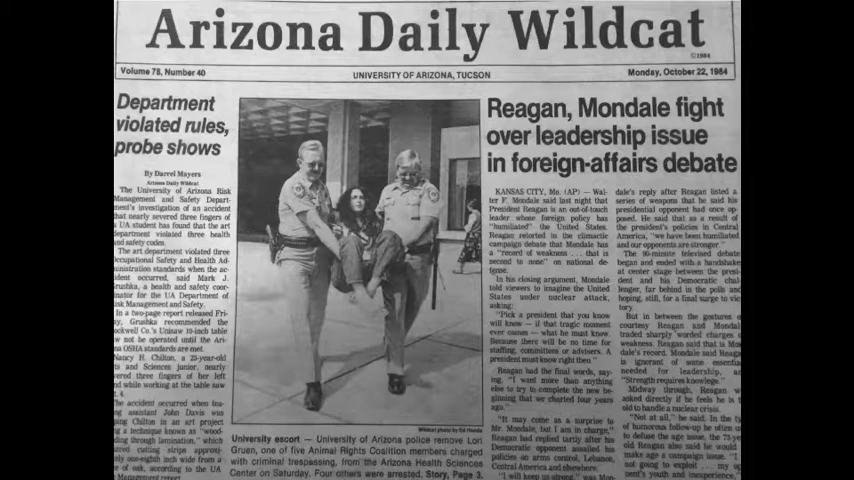 Arizona Daily Wildcat
©1984
Volume 78, Number 40
UNIVERSITY OF ARIZONA, TUCSON
Monday, October 22, 1984
Department
violated rules,
probe shows
By Darrel Mayers
Arizona Daily Wildcat
The University of Arizona Risk
Management and Safety Depart-
ment's investigation of an accident
that nearly severed three fingers of
a UA student has found that the art
department violated three health
and safety codes.
The art department violated three
Occupational Safety and Health Ad-
ministration standards when the ac-
cident occurred, said Mark J.
Grushka, a health and safety coor-
dinator for the UA Department of
Risk Management and Safety.
In a two-page report released Fri-
day, Grushka recommended the
Rockwell Co.'s Unisaw 10-inch table
saw not be operated until the Ari-
zona OSHA standards are met.
Nancy H. Chilton, a 25-year-old
Arts and Sciences junior, nearly
severed three fingers of her left
hand while working at the table saw
t. 4.
The accident occurred when
assistant John Davis was
Chilton in an art project
a technique known as "wood-
through lamination," which
cutting strips approxi-
one-eighth inch wide from a
of oak, according to the UA
Management report.
Wildcat photo by Ed Honda
University escort — University of Arizona police remove Lori
Gruen, one of five Animal Rights Coalition members charged
with criminal trespassing, from the Arizona Health Sciences
Center on Saturday. Four others were arrested. Story, Page 3.
Reagan, Mondale fight
over leadership issue
in foreign-affairs debate
KANSAS CITY, Mo. (AP) — Wal-
ter F. Mondale said last night that
President Reagan is an out-of-touch
leader whose foreign policy has
"humiliated" the United States.
Reagan retorted in the climactic
campaign debate that Mondale has
a "record of weakness . . . that is
second to none" on national de-
fense.
In his closing argument, Mondale
told viewers to imagine the United
States under nuclear attack,
asking:
"Pick a president that you know
will know — if that tragic moment
ever comes — what he must know.
Because there will be no time for
staffing, committees or advisers. A
president must know right then."
Reagan had the final words, say-
ing, "I want more than anything
else to try to complete the new be-
ginning that we charted four years
ago."
"It may come as a surprise to
Mr. Mondale, but I am in charge,"
Reagan had replied tartly after his
Democratic opponent assailed his
policies on arms control, Lebanon,
Central America and elsewhere.
"I will keep us strong," was Mon-
dale's reply after Reagan listed a
series of weapons that he said his
presidential opponent had once op-
posed. He said that as a result of
the president's policies in Central
America, "we have been humiliated
and our opponents are stronger."
The 90-minute televised debate
began and ended with a handshake
at center stage between the presi-
dent and his Democratic chal-
lenger, far behind in the polls and
hoping, still, for a final surge to vic-
tory.
But in between the gestures of
courtesy Reagan and Mondale
traded sharply worded charges of
weakness. Reagan said that is Mon-
dale's record. Mondale said Reagan
is ignorant of some essential
needed for leadership, and
"Strength requires knowledge."
Midway through, Reagan was
asked directly if he feels he is too
old to handle a nuclear crisis.
"Not at all," he said. In the
of humorous follow-up he often
to defuse the age issue, the 73-year
old Reagan also said he would
make age a campaign issue. "I
not going to exploit . . . my op-
nent's youth and inexperience,"